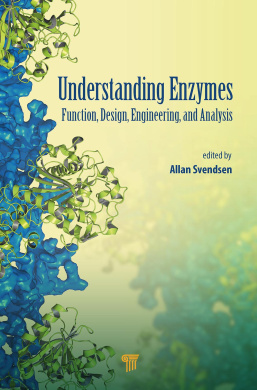 Understanding Enzymes
Function, Design, Engineering, and Analysis
edited by
Allan Svendsen